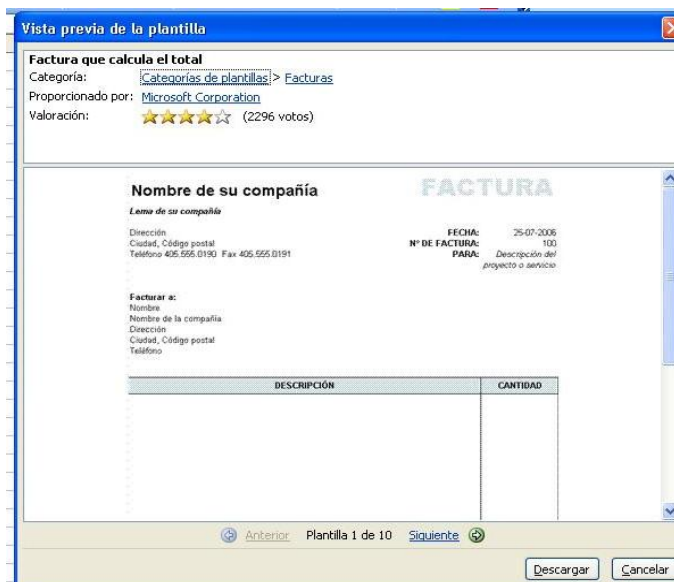 Vista previa de la plantilla
Factura que calcula el total
Categoría: Categorías de plantillas > Facturas
Proporcionado por: Microsoft Corporation
Valoración: (2296 votos)
Nombre de su compañía FACTURA
Lema de su compañía
Dirección FECHA: 25-07-2006
Ciudad, Código postal Nº DE FACTURA: 100
Teléfono 405.555.0190 Fax 405.555.0191 PARA: Descripción del
proyecto o servicio
Facturar a:
Nombre
Nombre de la compañía
Dirección
Ciudad, Código postal
Teléfono
DESCRIPCIÓN CANTIDAD
Anterior Plantilla 1 de 10 Siguiente
Descargar Cancelar